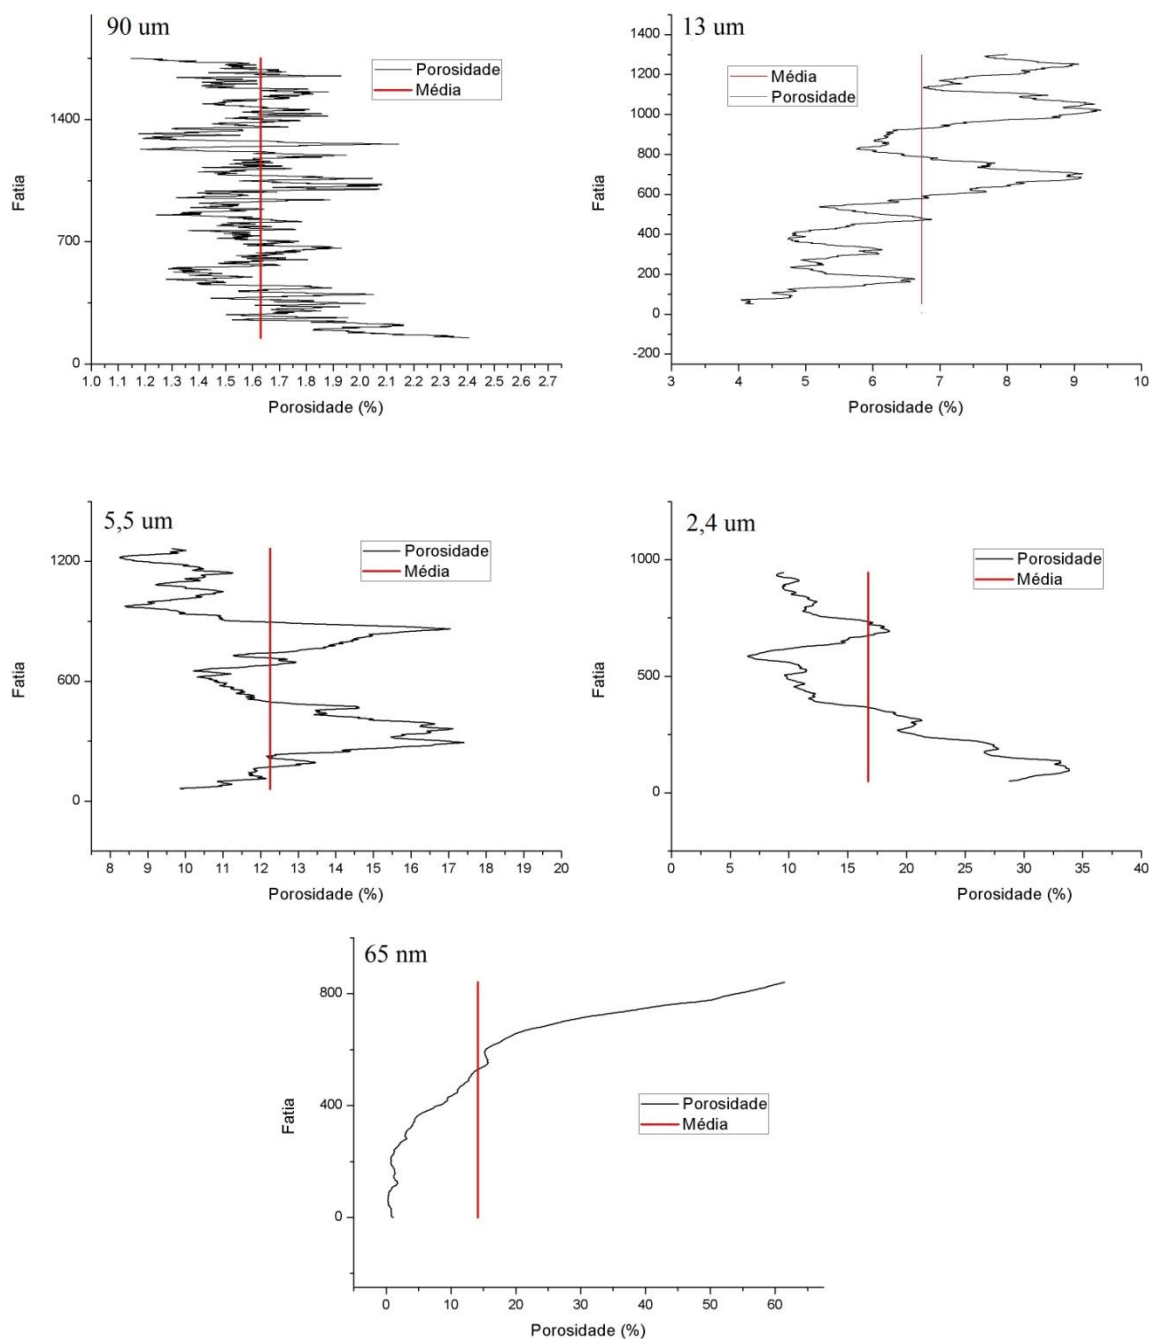 90 um
Porosidade
Média
1400
700
0
Fatia
1.0 1.1 1.2 1.3 1.4 1.5 1.6 1.7 1.8 1.9 2.0 2.1 2.2 2.3 2.4 2.5 2.6 2.7
Porosidade (%)
13 um
Média
Porosidade
1400
1200
1000
800
600
400
200
0
-200
Fatia
3 4 5 6 7 8 9 10
Porosidade (%)
5,5 um
Porosidade
Média
1200
600
0
Fatia
8 9 10 11 12 13 14 15 16 17 18 19 20
Porosidade (%)
2,4 um
Porosidade
Média
1000
500
0
Fatia
0 5 10 15 20 25 30 35 40
Porosidade (%)
65 nm
800
400
0
Fatia
Porosidade
Média
0 10 20 30 40 50 60
Porosidade (%)